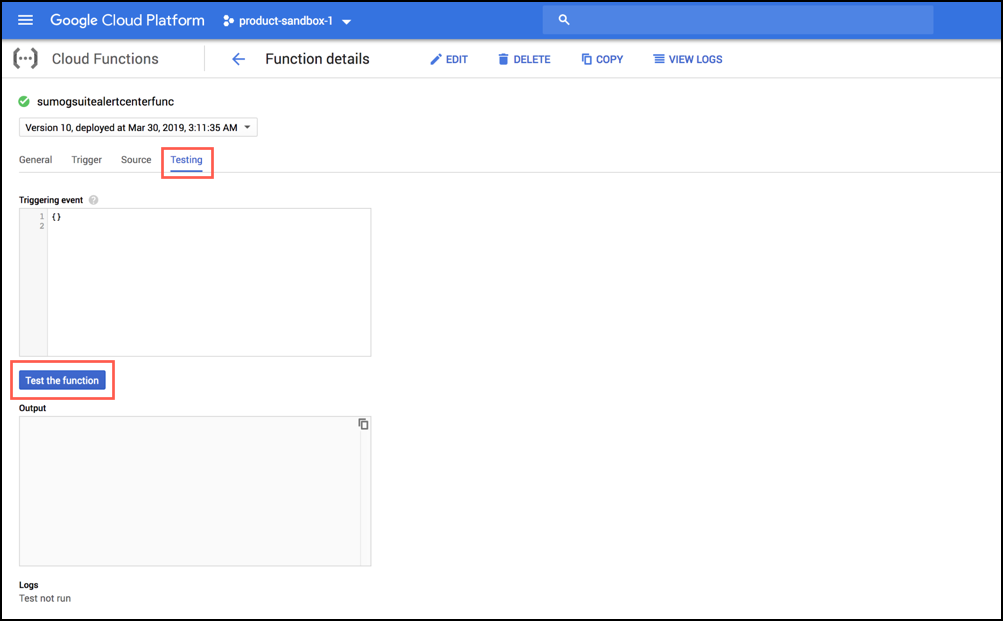 Google Cloud Platform product-sandbox-1
Cloud Functions Function details EDIT DELETE COPY VIEW LOGS
sumogsuitealertcenterfunc
Version 10, deployed at Mar 30, 2019, 3:11:35 AM
General Trigger Source Testing
Triggering event ?
1 {}
2
Test the function
Output
Logs
Test not run